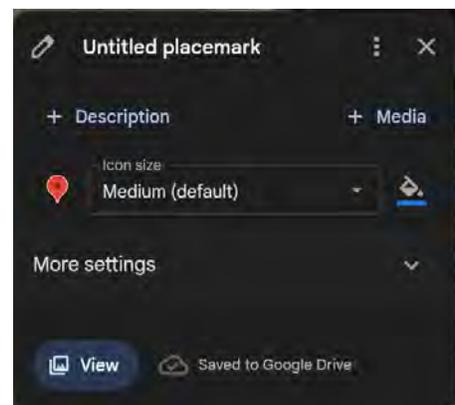 Untitled placemark
+ Description + Media
Icon size
Medium (default)
More settings
View Saved to Google Drive